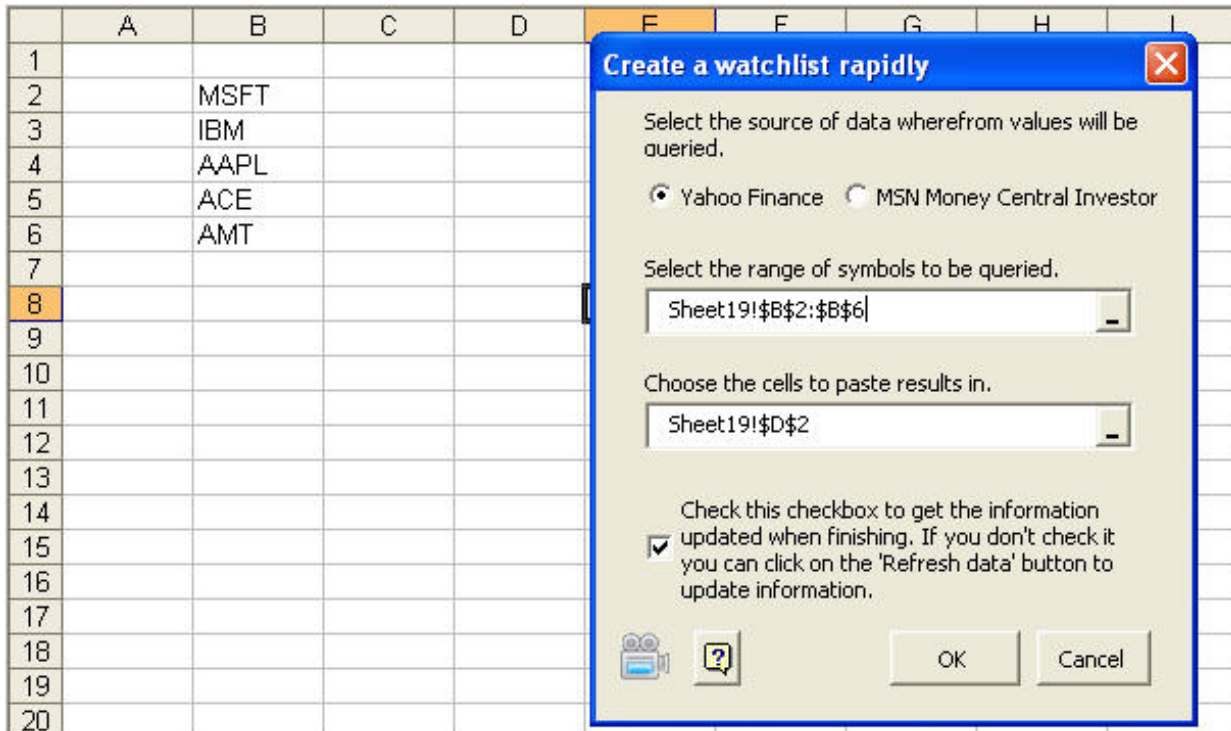 A B C D E F G H I
1
2 MSFT
3 IBM
4 AAPL
5 ACE
6 AMT
7
8
9
10
11
12
13
14
15
16
17
18
19
20
Create a watchlist rapidly
Select the source of data wherefrom values will be
queried.
Yahoo Finance MSN Money Central Investor
Select the range of symbols to be queried.
Sheet19!$B$2:$B$6
Choose the cells to paste results in.
Sheet19!$D$2
Check this checkbox to get the information
updated when finishing. If you don't check it
you can click on the 'Refresh data' button to
update information.
?
OK Cancel